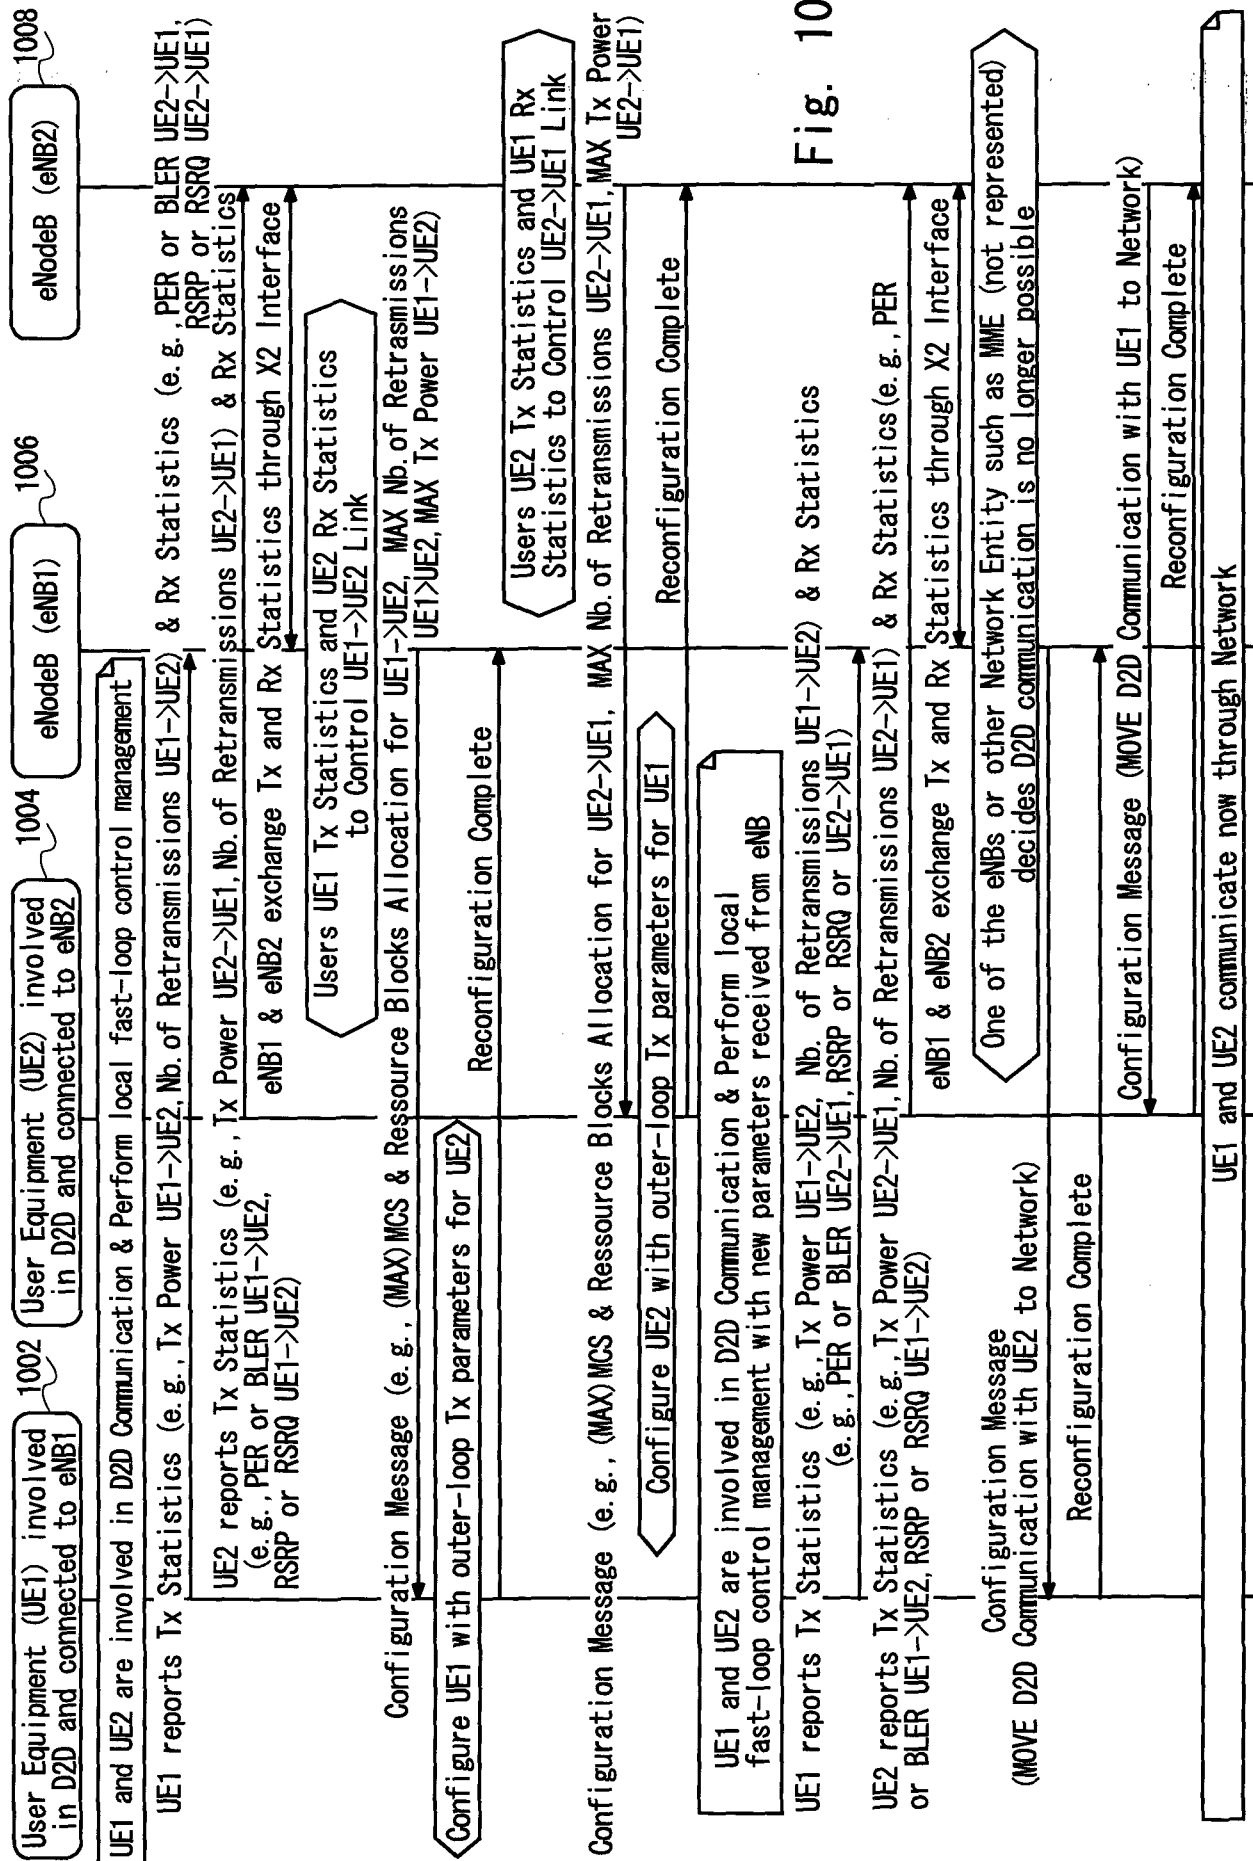 User Equipment (UE1) involved
in D2D and connected to eNB1
1002
User Equipment (UE2) involved
in D2D and connected to eNB2
1004
eNodeB (eNB1)
1006
eNodeB (eNB2)
1008
UE1 and UE2 are involved in D2D Communication & Perform local fast-loop control management
UE1 reports Tx Statistics (e.g., Tx Power UE1->UE2, Nb. of Retransmissions UE1->UE2) & Rx Statistics (e.g., PER or BLER UE2->UE1,
RSRP or RSRQ UE2->UE1)
UE2 reports Tx Statistics (e.g., Tx Power UE2->UE1, Nb. of Retransmissions UE2->UE1) & Rx Statistics
(e.g., PER or BLER UE1->UE2,
RSRP or RSRQ UE1->UE2)
eNB1 & eNB2 exchange Tx and Rx Statistics through X2 Interface
Users UE1 Tx Statistics and UE2 Rx Statistics
to Control UE1->UE2 Link
Configuration Message (e.g., (MAX)MCS & Ressource Blocks Allocation for UE1->UE2, MAX Nb. of Retrasmissions
UE1>UE2, MAX Tx Power UE1->UE2)
Configure UE1 with outer-loop Tx parameters for UE2
Reconfiguration Complete
Users UE2 Tx Statistics and UE1 Rx
Statistics to Control UE2->UE1 Link
Configuration Message (e.g., (MAX)MCS & Ressource Blocks Allocation for UE2->UE1, MAX Nb. of Retransmissions UE2->UE1, MAX Tx Power
UE2->UE1)
Configure UE2 with outer-loop Tx parameters for UE1
Reconfiguration Complete
UE1 and UE2 are involved in D2D Communication & Perform local
fast-loop control management with new parameters received from eNB
UE1 reports Tx Statistics (e.g., Tx Power UE1->UE2, Nb. of Retransmissions UE1->UE2) & Rx Statistics
(e.g., PER or BLER UE2->UE1, RSRP or RSRQ or UE2->UE1)
UE2 reports Tx Statistics (e.g., Tx Power UE2->UE1, Nb. of Retransmissions UE2->UE1) & Rx Statistics(e.g., PER
or BLER UE1->UE2, RSRP or RSRQ UE1->UE2)
eNB1 & eNB2 exchange Tx and Rx Statistics through X2 Interface
One of the eNBs or other Network Entity such as MME (not represented)
decides D2D communication is no longer possible
Configuration Message
(MOVE D2D Communication with UE2 to Network)
Reconfiguration Complete
Configuration Message (MOVE D2D Communication with UE1 to Network)
Reconfiguration Complete
UE1 and UE2 communicate now through Network
Fig. 10